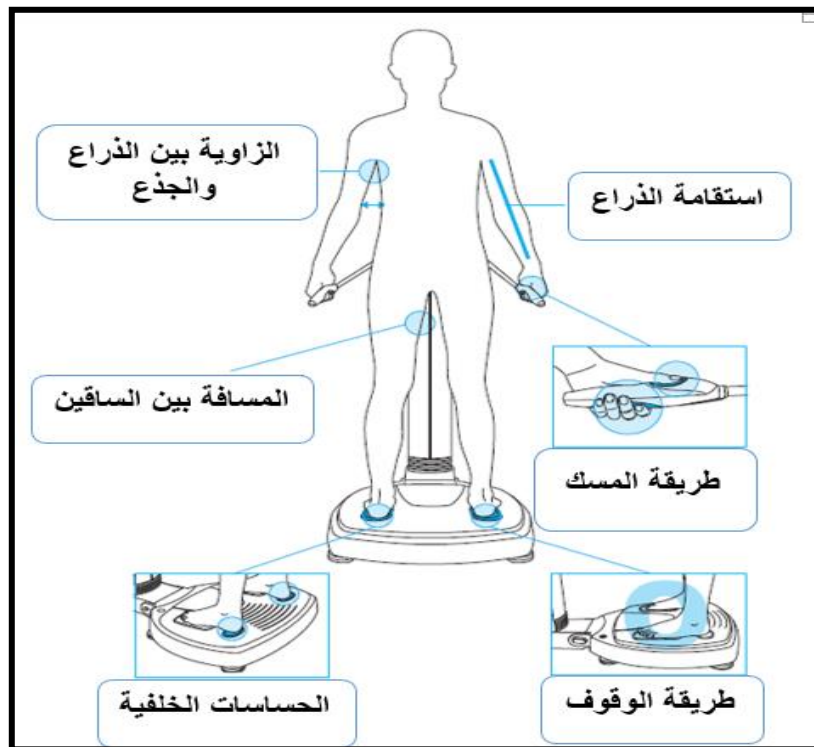 الزاوية بين الذراع
والجذع
استقامة الذراع
المسافة بين الساقين
طريقة المسك
الحساسات الخلفية
طريقة الوقوف